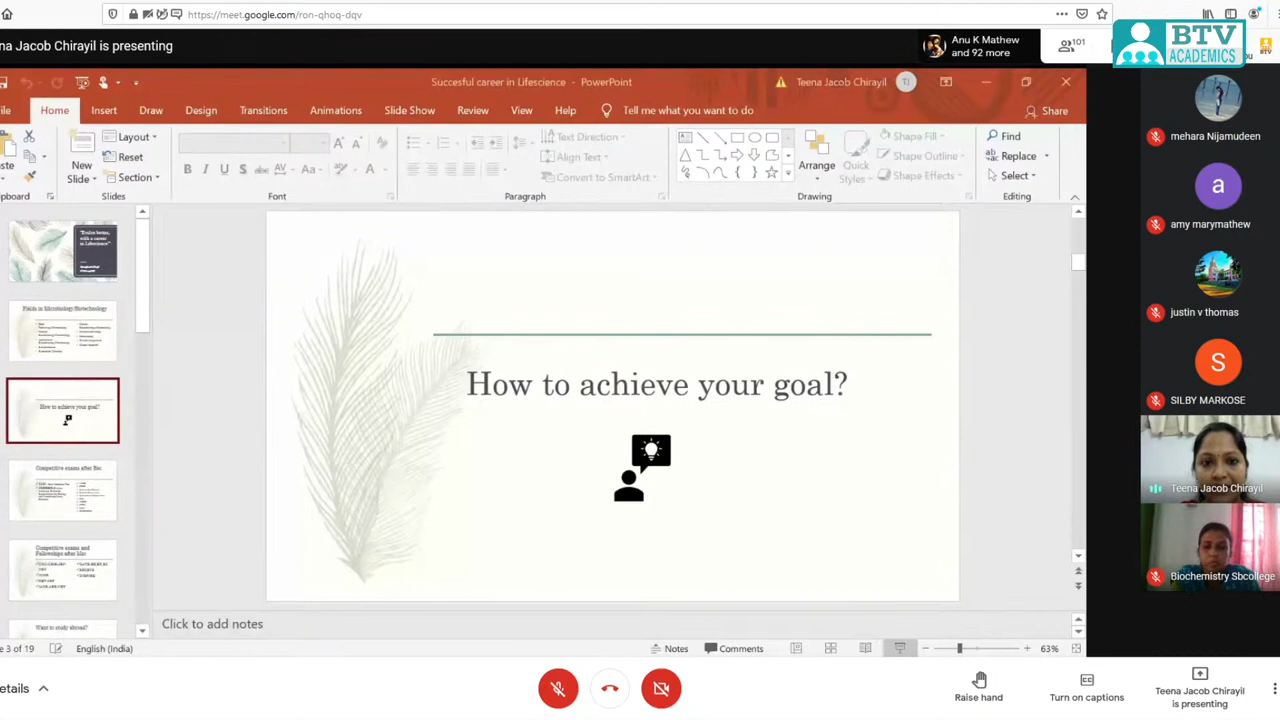 https://meet.google.com/ron-qhoq-dqv
BTV
ACADEMICS
na Jacob Chirayil is presenting
Anu K Mathew
and 92 more
101
Succesful career in Lifescience - PowerPoint
Teena Jacob Chirayil
TJ
Home
Insert
Draw
Design
Transitions
Animations
Slide Show
Review
View
Help
Tell me what you want to do
Share
New
Slide
Layout
Reset
Section
Slides
Font
Text Direction
Align Text
Convert to SmartArt
Paragraph
Arrange
Quick
Styles
Shape Fill
Shape Outline
Shape Effects
Drawing
Find
Replace
Select
Editing
Fields in Microbiology/Biotechnology
How to achieve your goal?
Competitive exams after Bsc
Competitive exams and
Fellowships after Msc
Want to study abroad?
How to achieve your goal?
Click to add notes
e 3 of 19
English (India)
Notes
Comments
63%
mehara Nijamudeen
a
amy marymathew
justin v thomas
S
SILBY MARKOSE
Teena Jacob Chirayil
Biochemistry Sbcollege
etails
Raise hand
Turn on captions
Teena Jacob Chirayil
is presenting